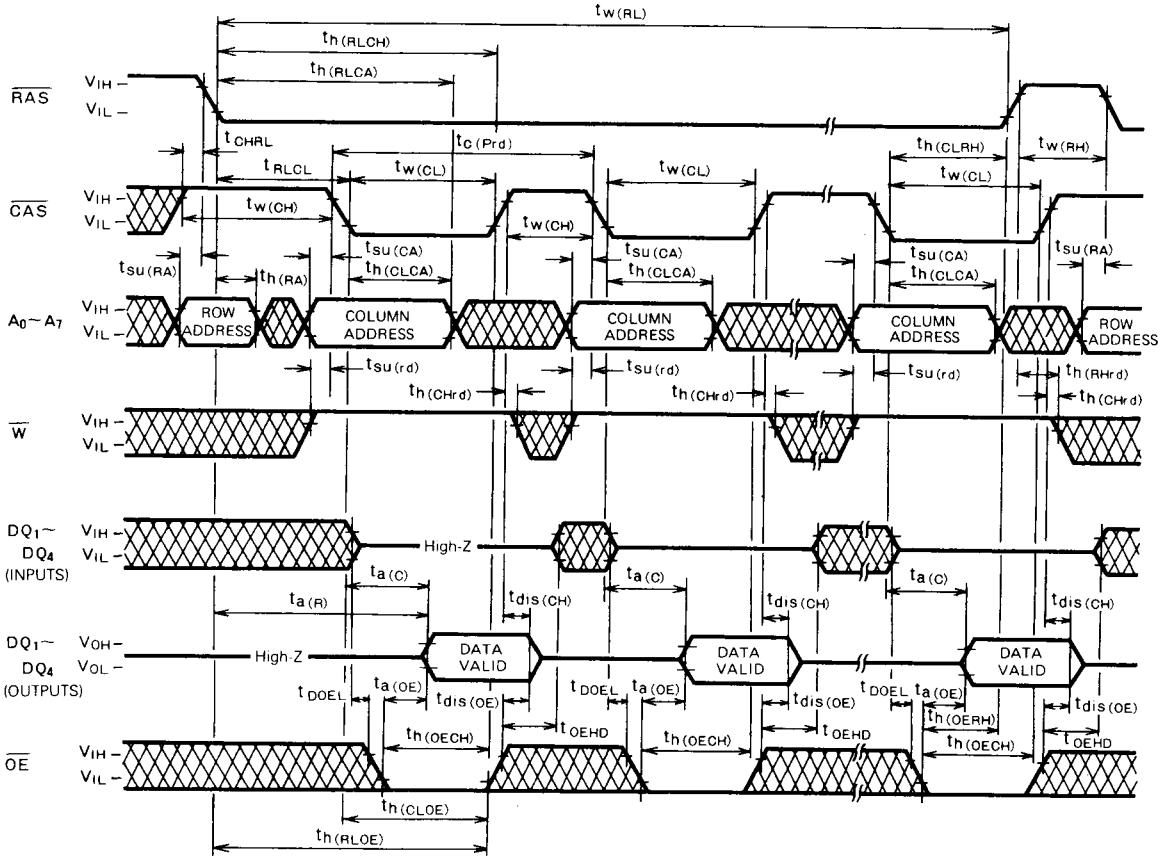 tw(RL)
th(RLCH)
th(RLCA)
RAS
VIH
VIL
tCHRL
tc(Prd)
th(CLRH)
tw(RH)
tRLCL
tw(CL)
tw(CL)
tw(CL)
CAS
VIH
VIL
tw(CH)
tw(CH)
tsu(CA)
tsu(CA)
tsu(RA)
tsu(RA)
th(RA)
th(CLCA)
th(CLCA)
th(CLCA)
A0~A7
VIH
VIL
ROW ADDRESS
COLUMN ADDRESS
COLUMN ADDRESS
COLUMN ADDRESS
ROW ADDRESS
tsu(rd)
tsu(rd)
tsu(rd)
th(RHrd)
th(CHrd)
th(CHrd)
th(CHrd)
W
VIH
VIL
DQ1~
DQ4
(INPUTS)
VIH
VIL
High-Z
ta(C)
ta(C)
ta(C)
ta(R)
tdis(CH)
tdis(CH)
tdis(CH)
DQ1~
DQ4
(OUTPUTS)
VOH
VOL
High-Z
DATA VALID
DATA VALID
DATA VALID
tDOEL
ta(OE)
tdis(OE)
tDOEL
ta(OE)
tdis(OE)
tDOEL
ta(OE)
tdis(OE)
tOEHD
tOEHD
th(OERH)
tOEHD
th(OECH)
th(OECH)
th(OECH)
OE
VIH
VIL
th(CLOE)
th(RLOE)